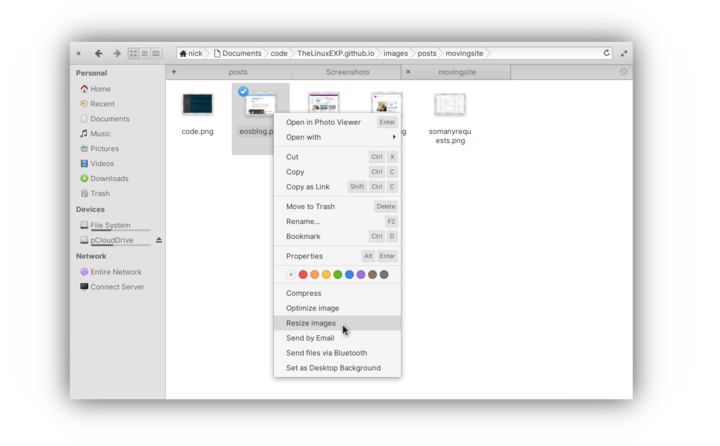 nick Documents code TheLinuxEXP.github.io images posts movingsite
posts Screenshots movingsite
Personal
Home
Recent
Documents
Music
Pictures
Videos
Downloads
Trash
Devices
File System
pCloudDrive
Network
Entire Network
Connect Server
code.png
eosblog.p
g
somanyrequ
ests.png
Open in Photo Viewer Enter
Open with
Cut Ctrl X
Copy Ctrl C
Copy as Link Shift Ctrl C
Move to Trash Delete
Rename... F2
Bookmark Ctrl D
Properties Alt Enter
Compress
Optimize image
Resize images
Send by Email
Send files via Bluetooth
Set as Desktop Background